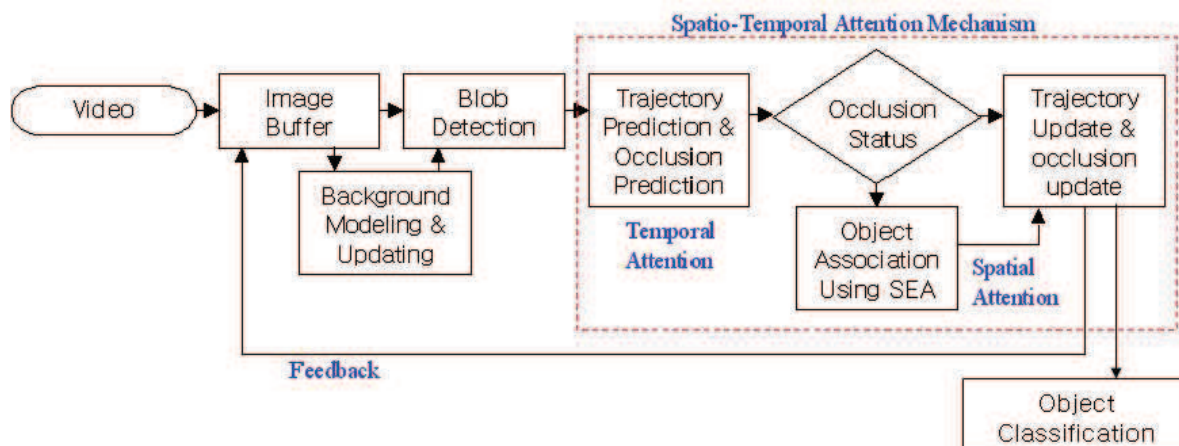 Spatio-Temporal Attention Mechanism
Video
Image
Buffer
Blob
Detection
Background
Modeling &
Updating
Trajectory
Prediction &
Occlusion
Prediction
Temporal
Attention
Occlusion
Status
Object
Association
Using SEA
Spatial
Attention
Trajectory
Update &
occlusion
update
Feedback
Object
Classification